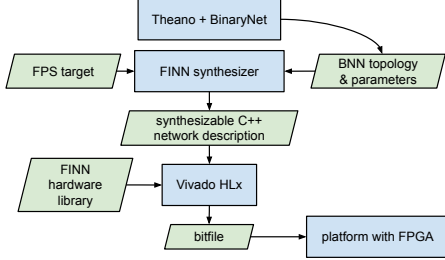 Theano + BinaryNet
FPS target
FINN synthesizer
BNN topology
& parameters
synthesizable C++
network description
FINN
hardware
library
Vivado HLx
bitfile
platform with FPGA